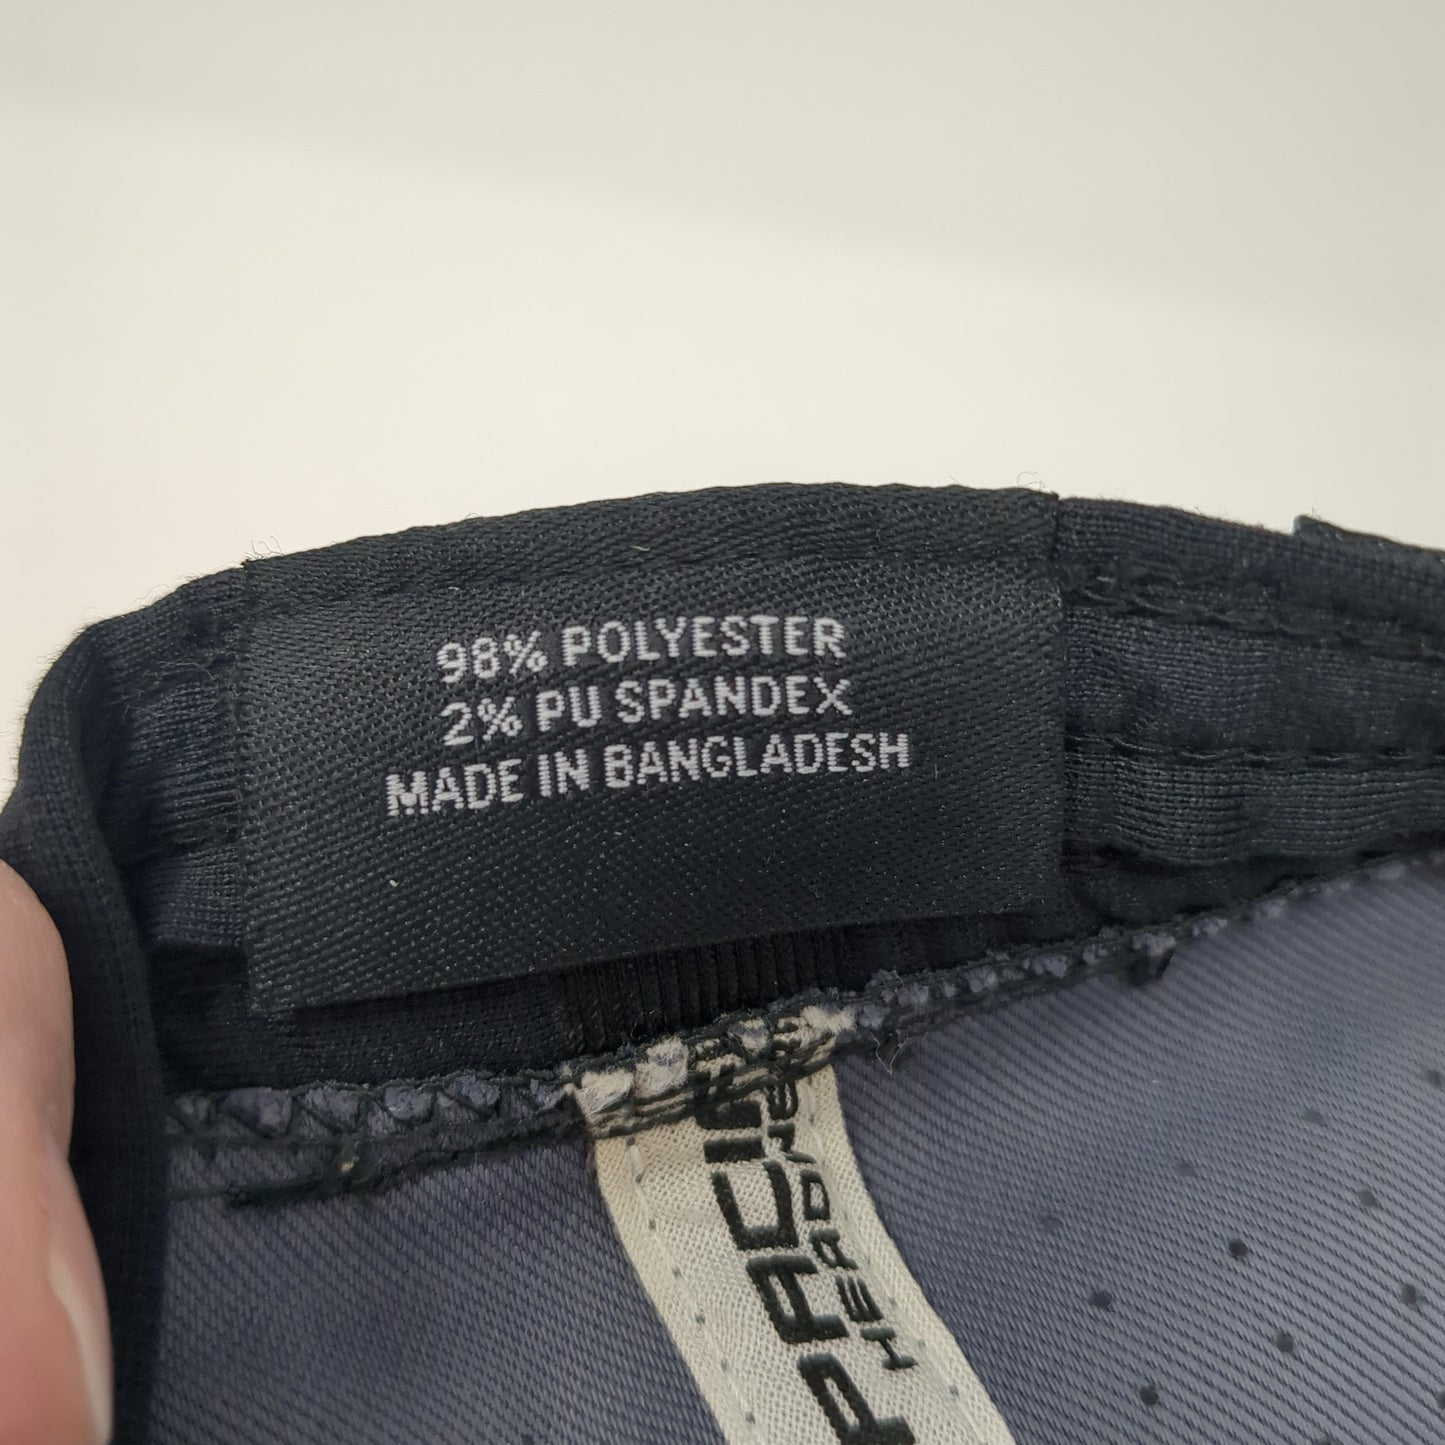 98% POLYESTER
2% PU SPANDEX
MADE IN BANGLADESH